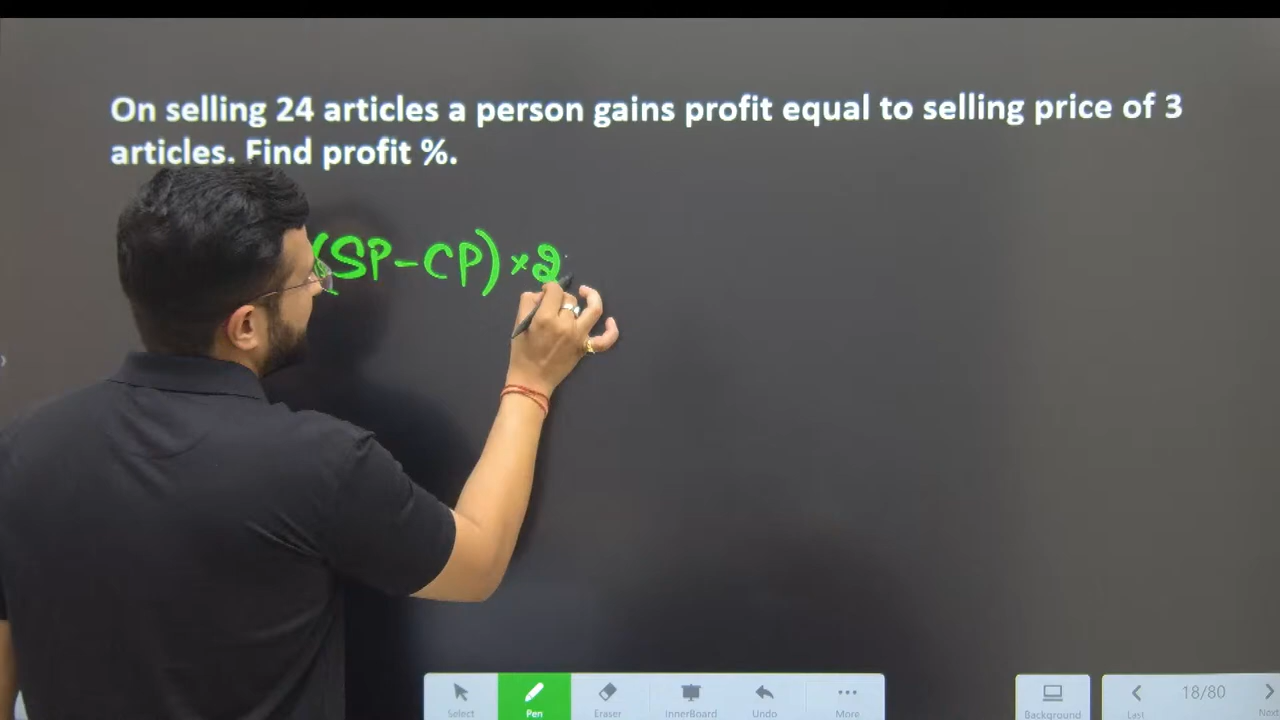 On selling 24 articles a person gains profit equal to selling price of 3
articles. Find profit %.
(SP-CP)×2
Select
Pen
Eraser
InnerBoard
Undo
More
Background
Last
18/80
Next